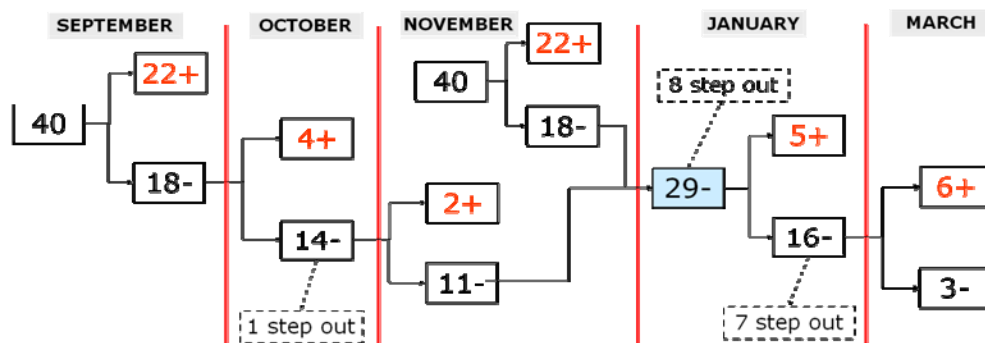 SEPTEMBER
OCTOBER
NOVEMBER
JANUARY
MARCH
40
22+
18-
4+
14-
1 step out
40
22+
18-
2+
11-
8 step out
29-
5+
16-
7 step out
6+
3-